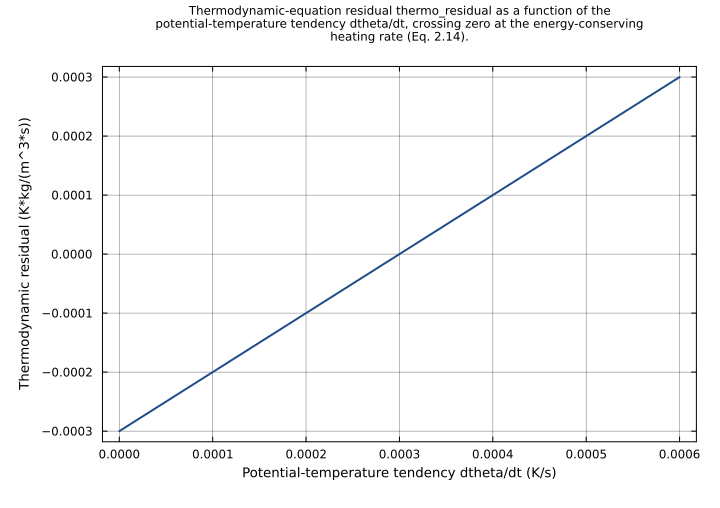 Thermodynamic-equation residual thermo_residual as a function of the
potential-temperature tendency dtheta/dt, crossing zero at the energy-conserving
heating rate (Eq. 2.14).
Thermodynamic residual (K*kg/(m^3*s))
0.0003
0.0002
0.0001
0.0000
−0.0001
−0.0002
−0.0003
0.0000 0.0001 0.0002 0.0003 0.0004 0.0005 0.0006
Potential-temperature tendency dtheta/dt (K/s)